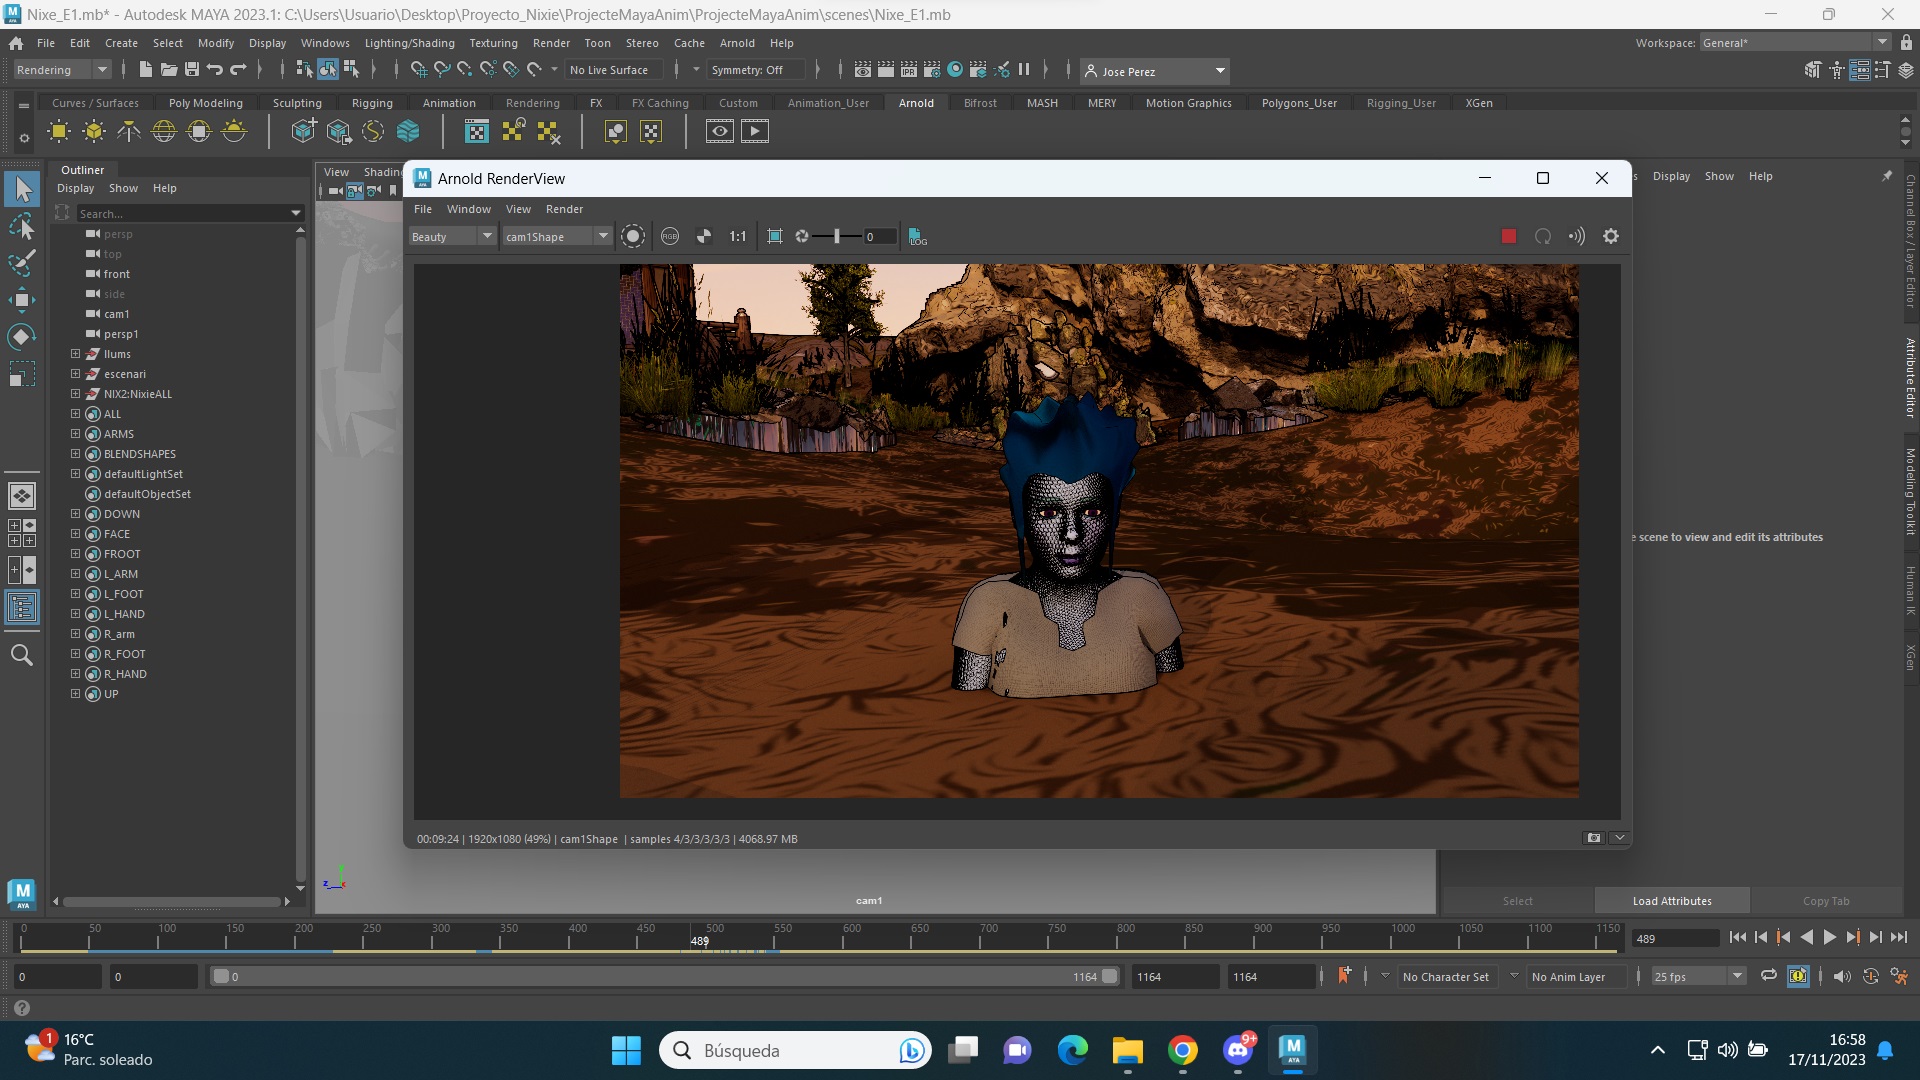 Nixe_E1.mb* - Autodesk MAYA 2023.1: C:\Users\Usuario\Desktop\Proyecto_Nixie\ProjecteMayaAnim\ProjecteMayaAnim\scenes\Nixe_E1.mb
File Edit Create Select Modify Display Windows Lighting/Shading Texturing Render Toon Stereo Cache Arnold Help
Workspace: General*
Rendering
No Live Surface
Symmetry: Off
IPR
Jose Perez
Curves / Surfaces Poly Modeling Sculpting Rigging Animation Rendering FX FX Caching Custom Animation_User Arnold Bifrost MASH MERY Motion Graphics Polygons_User Rigging_User XGen
Outliner
Display Show Help
Search...
persp
top
front
side
cam1
persp1
llums
escenari
NIX2:NixieALL
ALL
ARMS
BLENDSHAPES
defaultLightSet
defaultObjectSet
DOWN
FACE
FROOT
L_ARM
L_FOOT
L_HAND
R_arm
R_FOOT
R_HAND
UP
View Shading
Arnold RenderView
File Window View Render
Beauty
cam1Shape
RGB
1:1
0
LOG
00:09:24 | 1920x1080 (49%) | cam1Shape | samples 4/3/3/3/3/3 | 4068.97 MB
cam1
s Display Show Help
e scene to view and edit its attributes
Select
Load Attributes
Copy Tab
Channel Box / Layer Editor
Attribute Editor
Modeling Toolkit
Human IK
XGen
0 50 100 150 200 250 300 350 400 450 500 550 600 650 700 750 800 850 900 950 1000 1050 1100 1150
489
489
0
0
0
1164
1164
1164
No Character Set
No Anim Layer
25 fps
M
AYA
1
16°C
Parc. soleado
Búsqueda
9+
M
AYA
16:58
17/11/2023